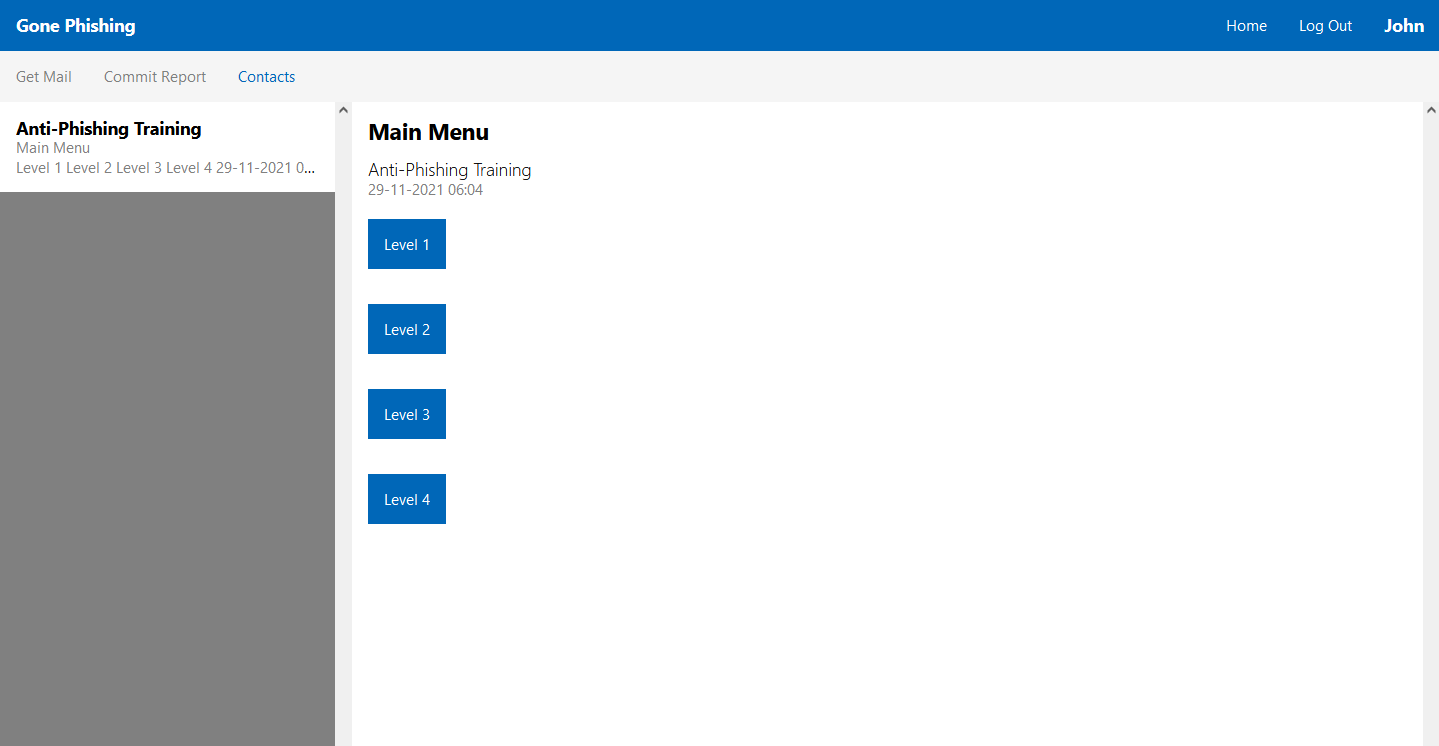 Gone Phishing
Home Log Out John
Get Mail Commit Report Contacts
Anti-Phishing Training
Main Menu
Level 1 Level 2 Level 3 Level 4 29-11-2021 0...
Main Menu
Anti-Phishing Training
29-11-2021 06:04
Level 1
Level 2
Level 3
Level 4